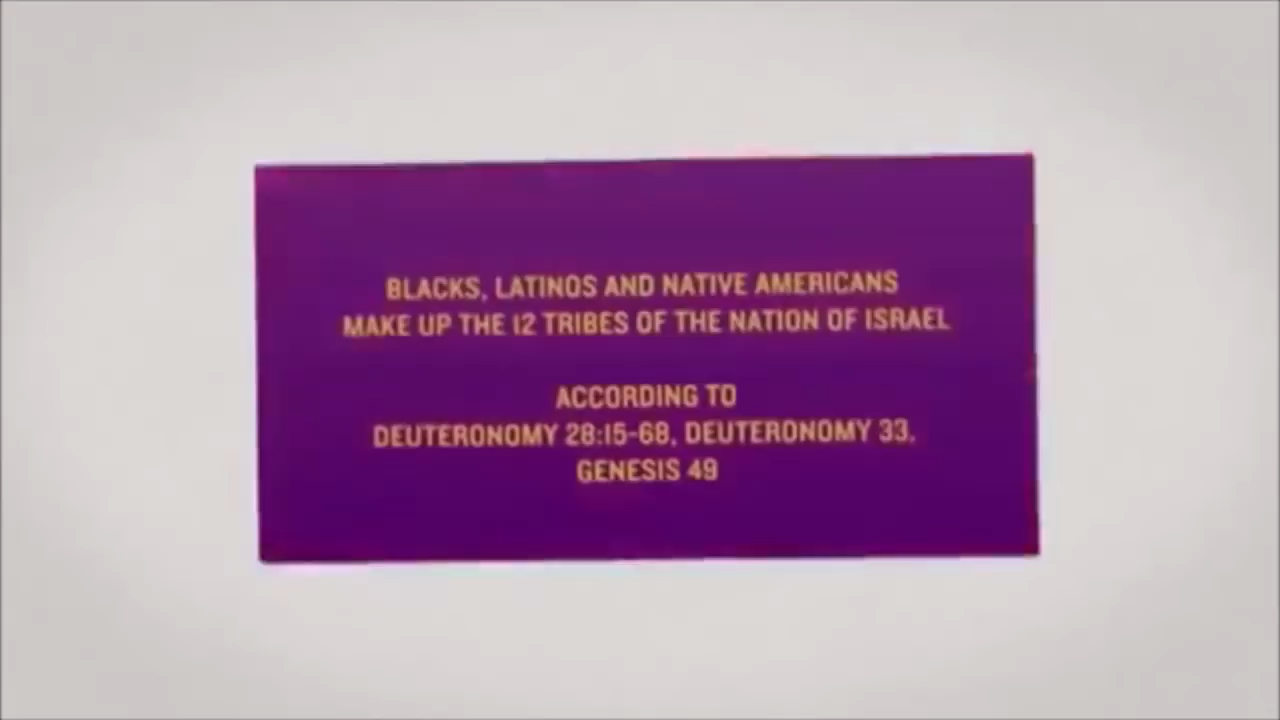 BLACKS, LATINOS AND NATIVE AMERICANS
MAKE UP THE 12 TRIBES OF THE NATION OF ISRAEL
ACCORDING TO
DEUTERONOMY 28:15-68, DEUTERONOMY 33,
GENESIS 49